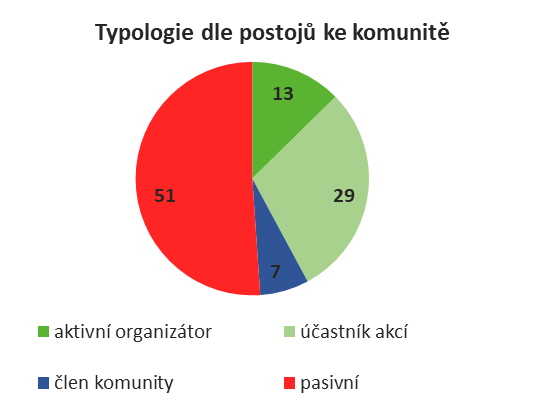 Typologie dle postojů ke komunitě
13
29
7
51
aktivní organizátor
účastník akcí
člen komunity
pasivní